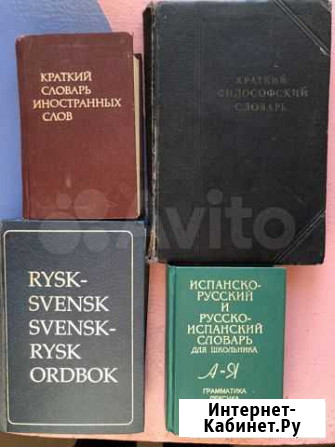 КРАТКИЙ
СЛОВАРЬ
ИНОСТРАННЫХ
СЛОВ
КРАТКИЙ
ФИЛОСОФСКИЙ
СЛОВАРЬ
Avito
RYSK-
SVENSK
SVENSK-
RYSK
ORDBOK
ИСПАНСКО-
РУССКИЙ
И
РУССКО-
ИСПАНСКИЙ
СЛОВАРЬ
ДЛЯ ШКОЛЬНИКА
А-Я
ГРАММАТИКА
ЛЕКСИКА
Интернет-
Кабинет.Ру